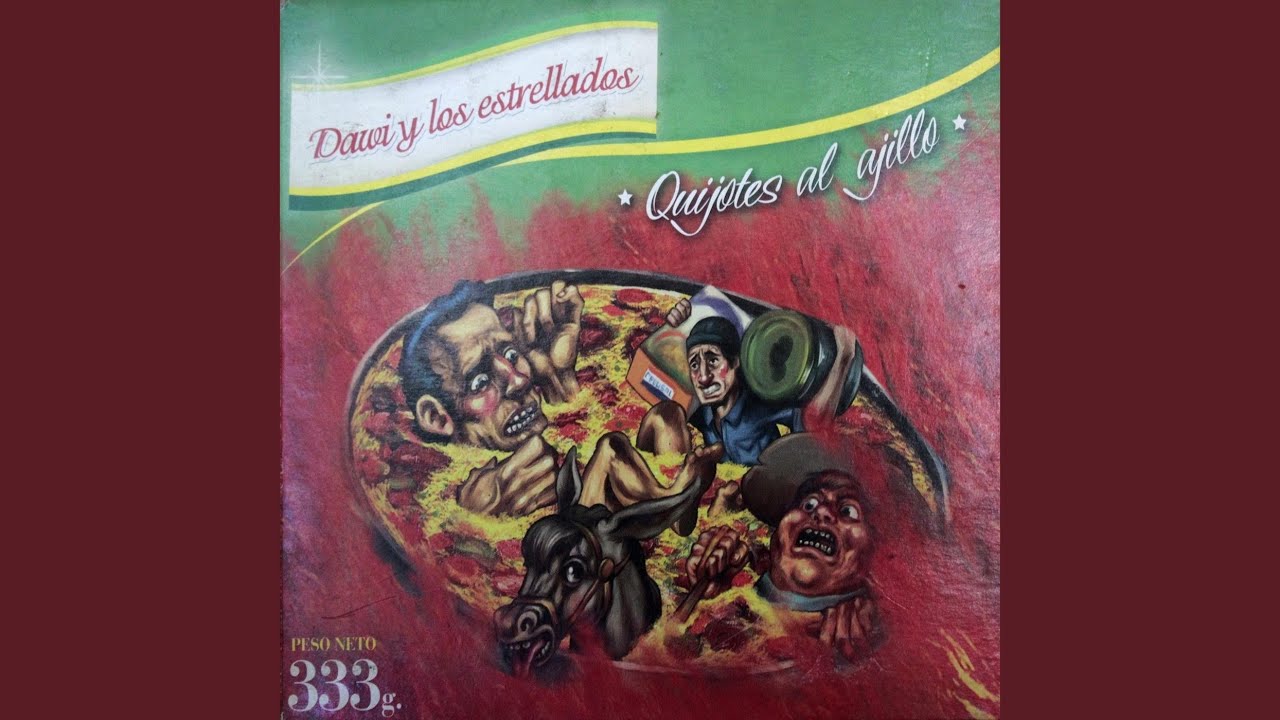 Dawi y los estrellados
* Quijotes al ajillo *
PESO NETO
333g.